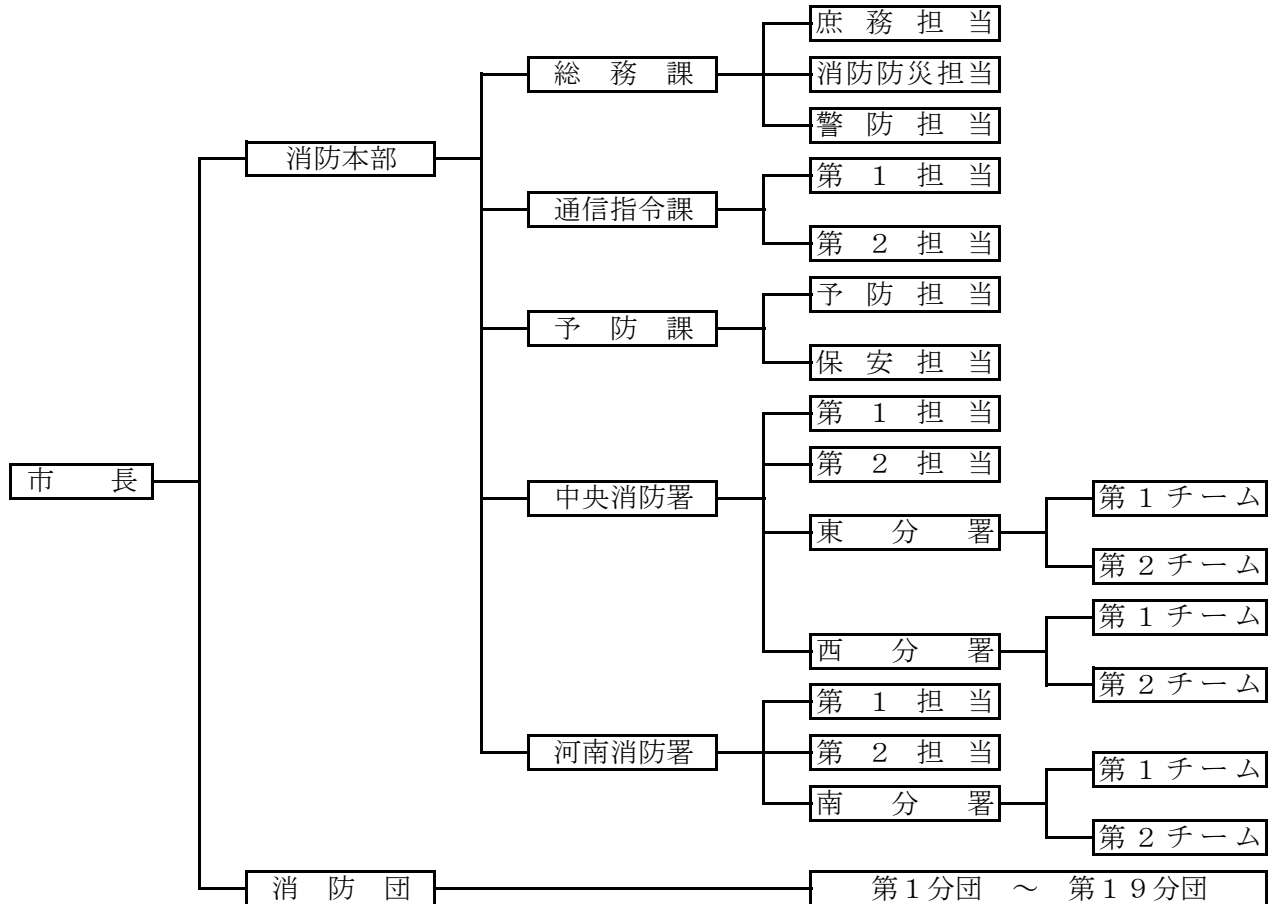 庶務担当
総務課
消防防災担当
警防担当
消防本部
第１担当
通信指令課
第２担当
予防担当
予防課
保安担当
第１担当
第２担当
市長
中央消防署
第１チーム
東分署
第２チーム
第１チーム
西分署
第２チーム
第１担当
河南消防署
第２担当
第１チーム
南分署
第２チーム
消防団
第１分団　～　第１９分団